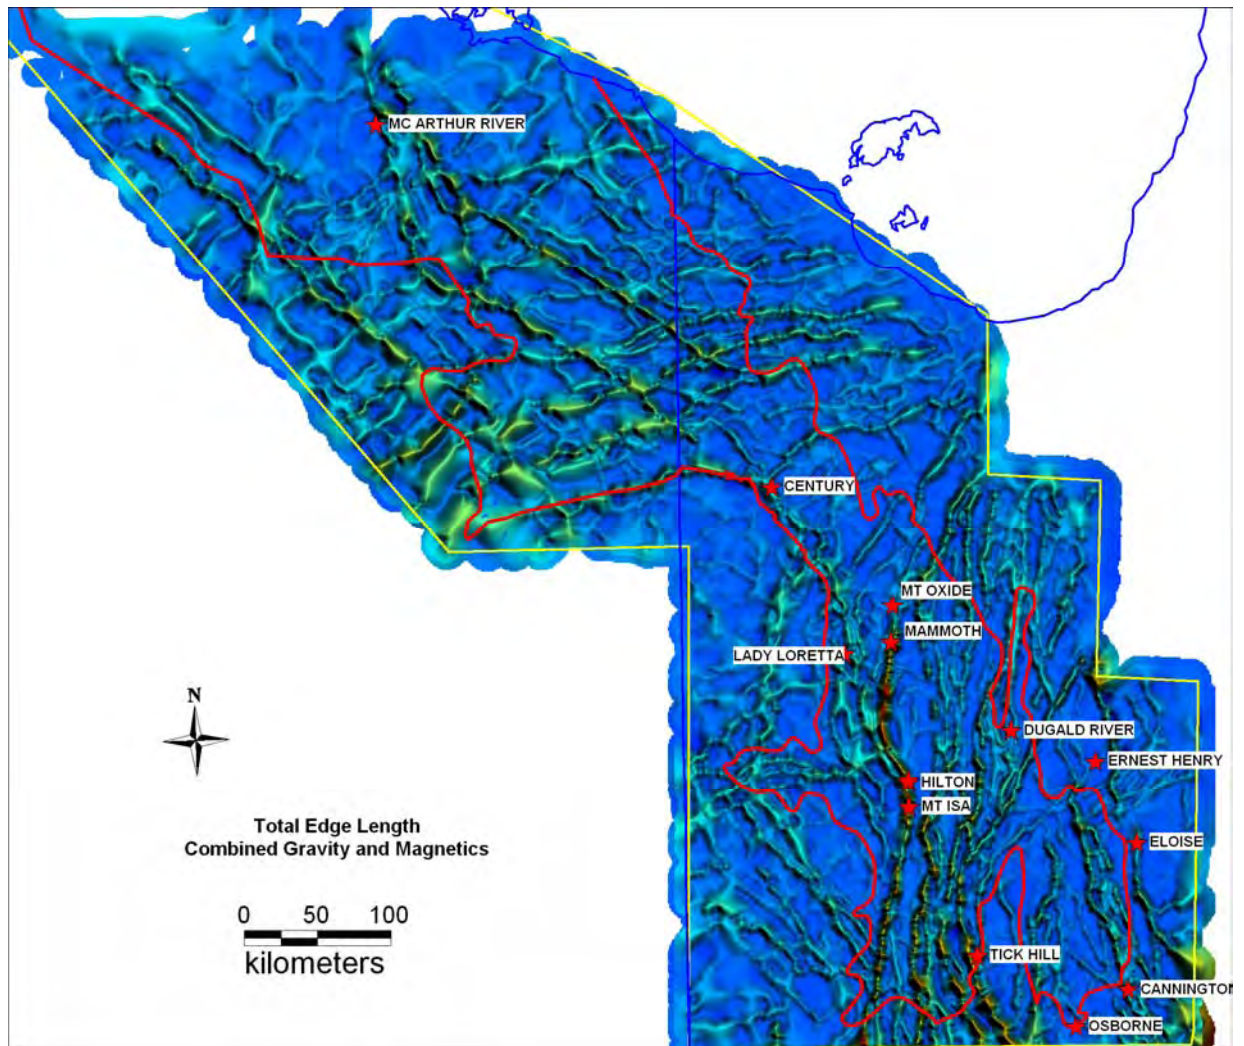 MC ARTHUR RIVER
CENTURY
MT OXIDE
MAMMOTH
LADY LORETTA
N
DUGALD RIVER
ERNEST HENRY
HILTON
MT ISA
Total Edge Length
Combined Gravity and Magnetics
ELOISE
0 50 100
kilometers
TICK HILL
CANNINGTON
OSBORNE